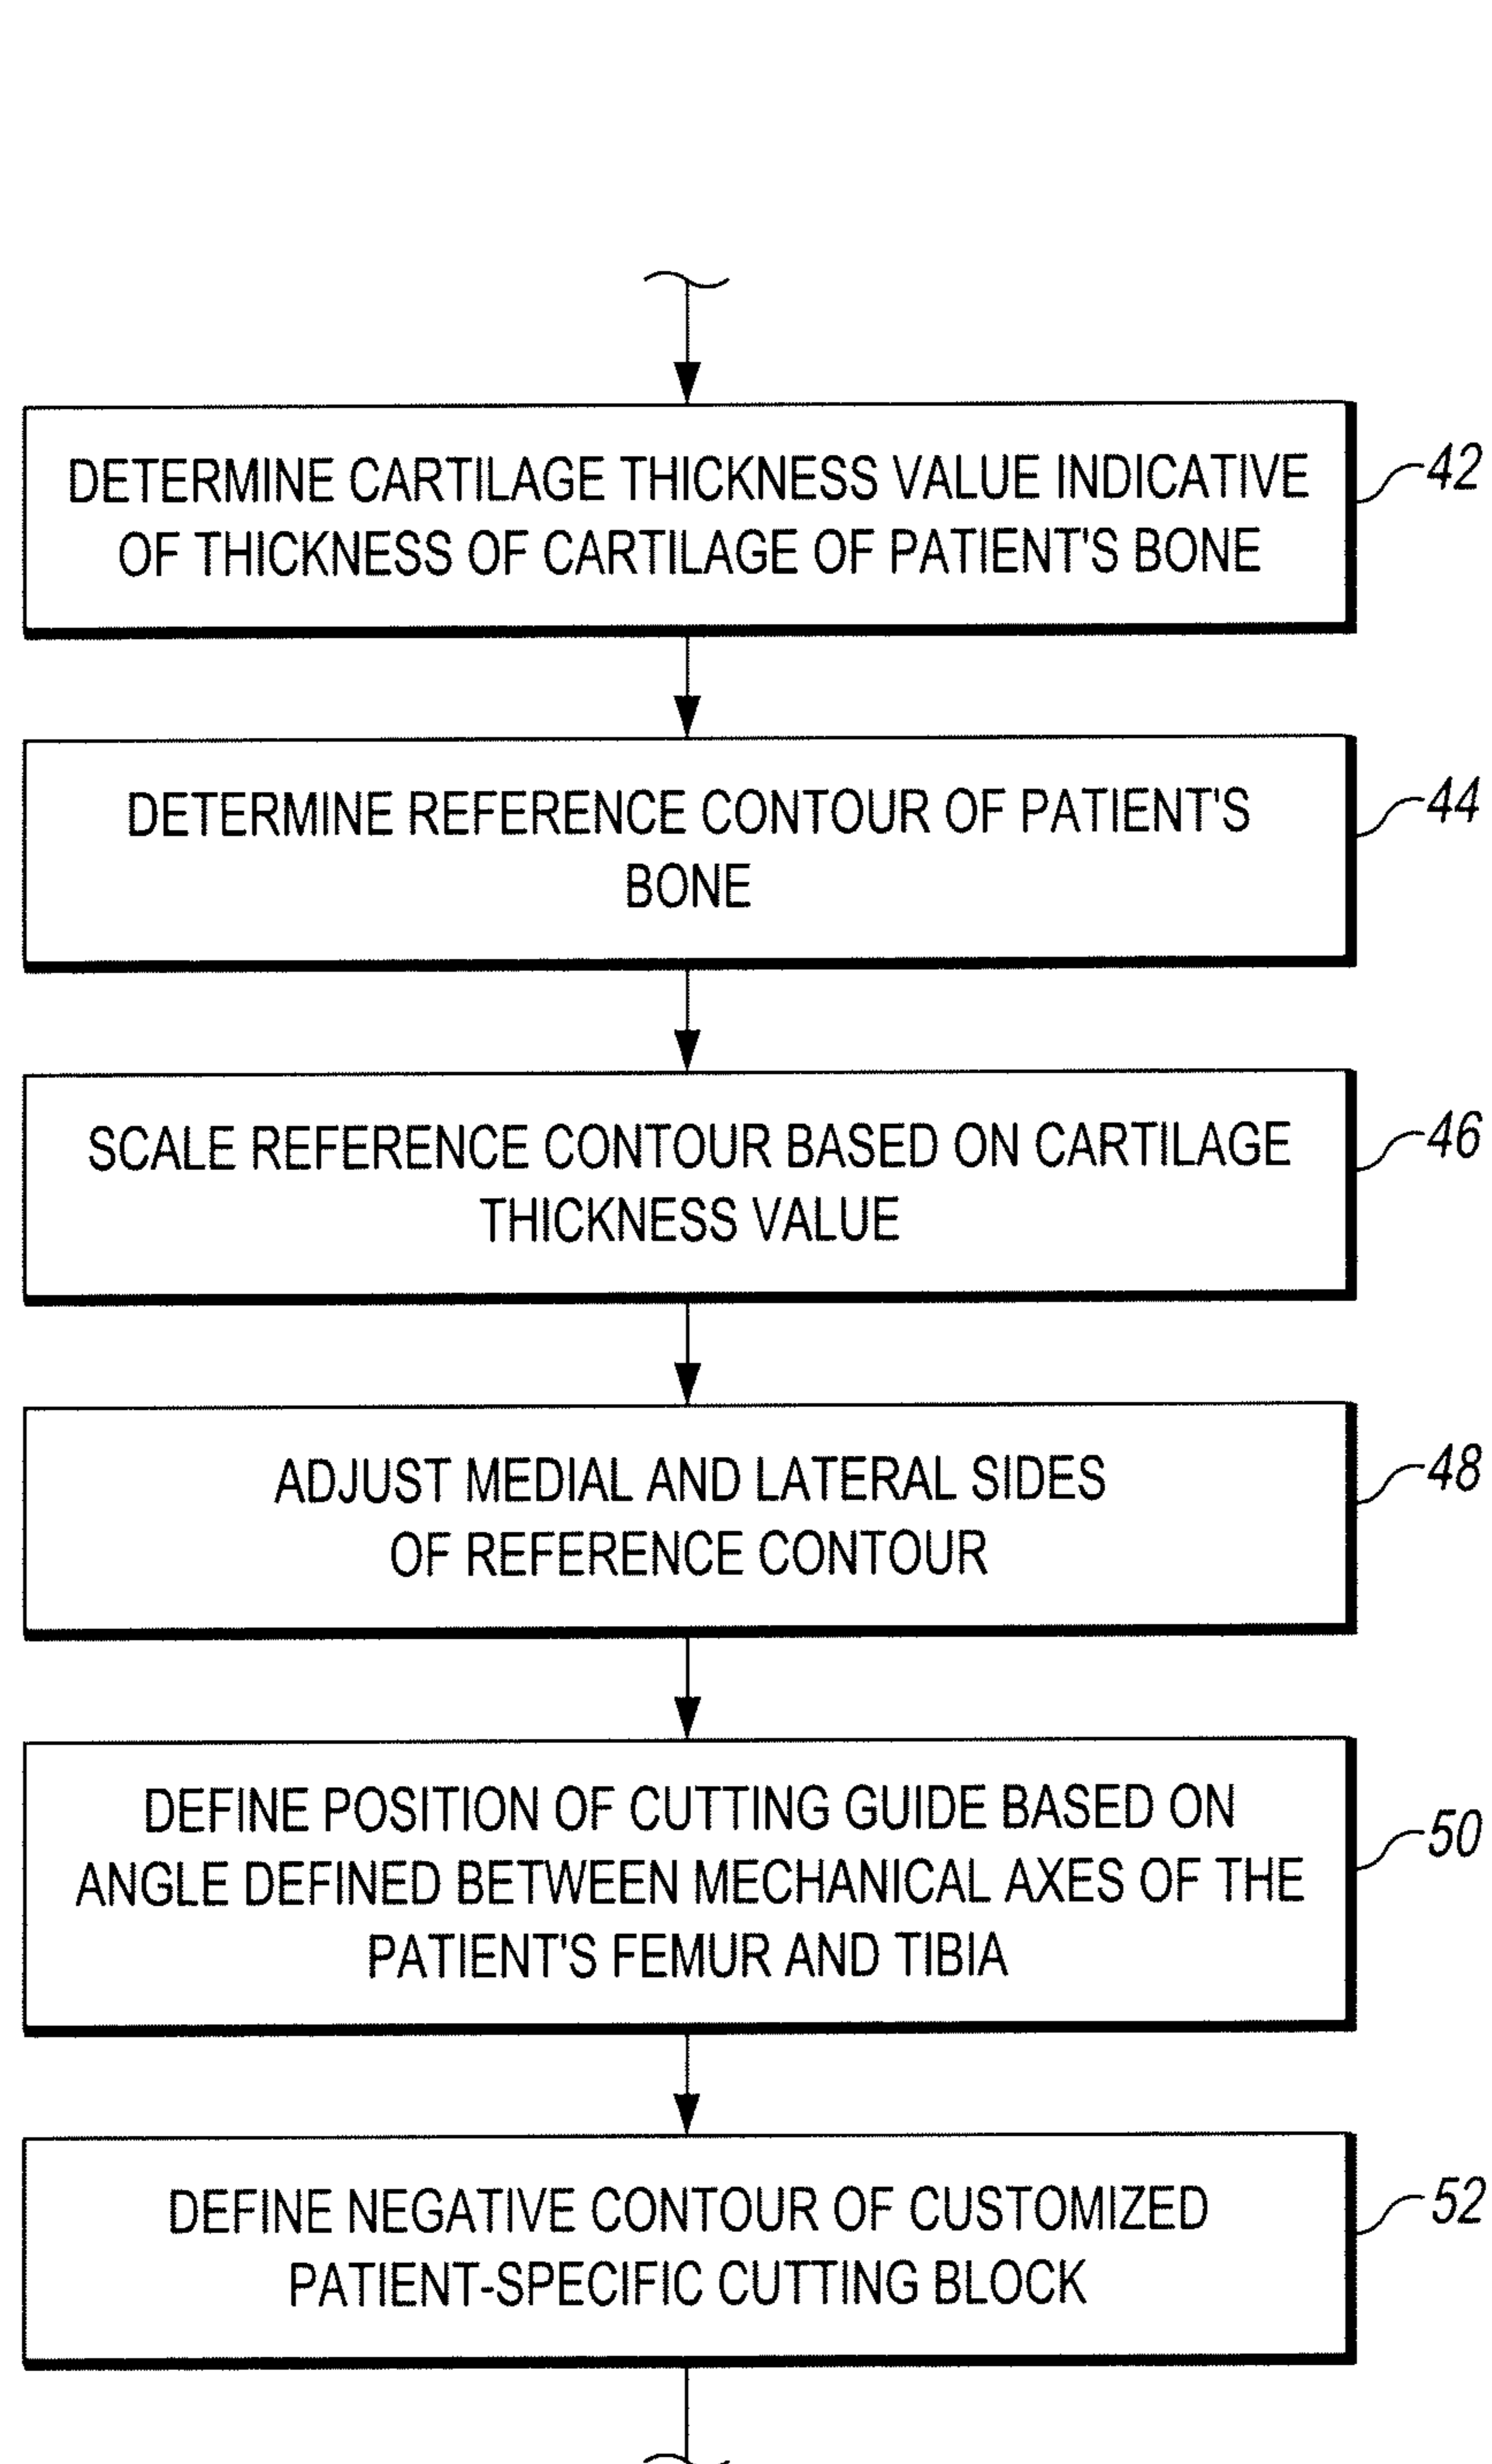 DETERMINE CARTILAGE THICKNESS VALUE INDICATIVE
OF THICKNESS OF CARTILAGE OF PATIENT'S BONE
42
DETERMINE REFERENCE CONTOUR OF PATIENT'S
BONE
44
SCALE REFERENCE CONTOUR BASED ON CARTILAGE
THICKNESS VALUE
46
ADJUST MEDIAL AND LATERAL SIDES
OF REFERENCE CONTOUR
48
DEFINE POSITION OF CUTTING GUIDE BASED ON
ANGLE DEFINED BETWEEN MECHANICAL AXES OF THE
PATIENT'S FEMUR AND TIBIA
50
DEFINE NEGATIVE CONTOUR OF CUSTOMIZED
PATIENT-SPECIFIC CUTTING BLOCK
52